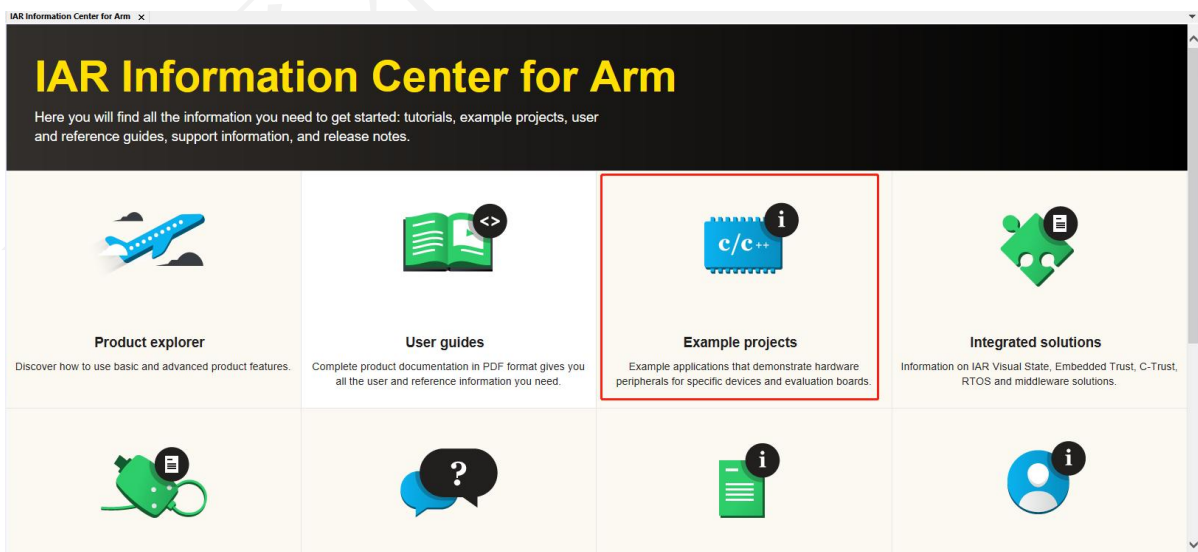 IAR Information Center for Arm x
IAR Information Center for Arm
Here you will find all the information you need to get started: tutorials, example projects, user
and reference guides, support information, and release notes.
<>
i
c/c++
Product explorer
Discover how to use basic and advanced product features.
User guides
Complete product documentation in PDF format gives you
all the user and reference information you need.
Example projects
Example applications that demonstrate hardware
peripherals for specific devices and evaluation boards.
Integrated solutions
Information on IAR Visual State, Embedded Trust, C-Trust,
RTOS and middleware solutions.
?
i
i